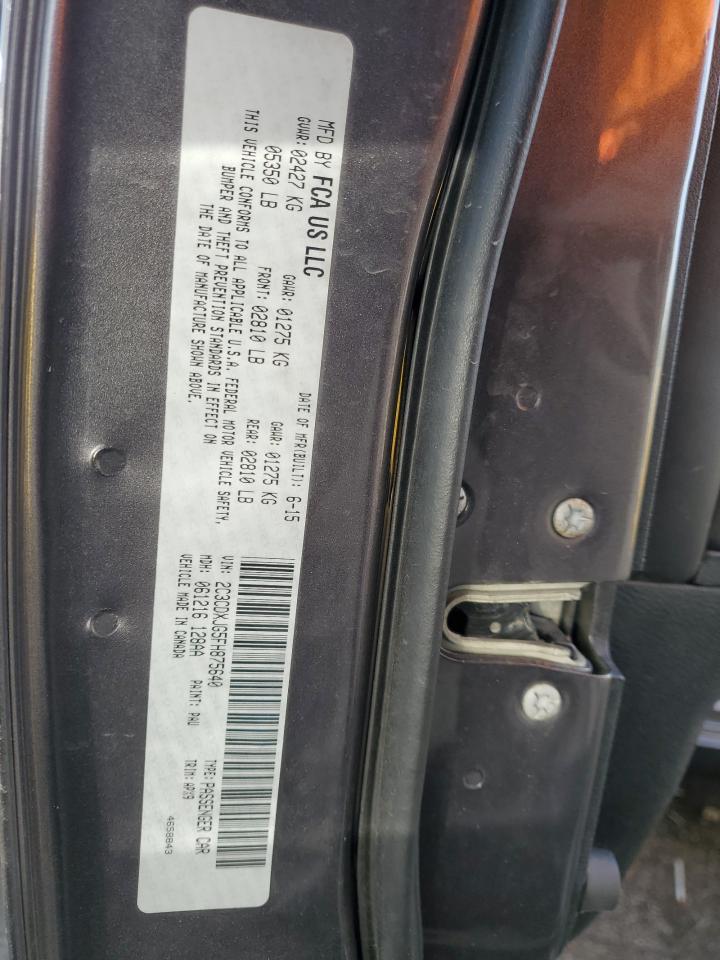 MFD BY FCA US LLC
DATE OF MFR(BUILT): 6-15
GVWR: 02427 KG
GAWR: 01275 KG
GAWR: 01275 KG
05350 LB
FRONT: 02810 LB
REAR: 02810 LB
THIS VEHICLE CONFORMS TO ALL APPLICABLE U.S.A. FEDERAL MOTOR VEHICLE SAFETY,
BUMPER AND THEFT PREVENTION STANDARDS IN EFFECT ON
THE DATE OF MANUFACTURE SHOWN ABOVE.
VIN: 2C3CDXJG5FH875640
TYPE: PASSENGER CAR
MDH: 061216 128AA
PAINT: PAU
TRIM: APX9
VEHICLE MADE IN CANADA
4658843